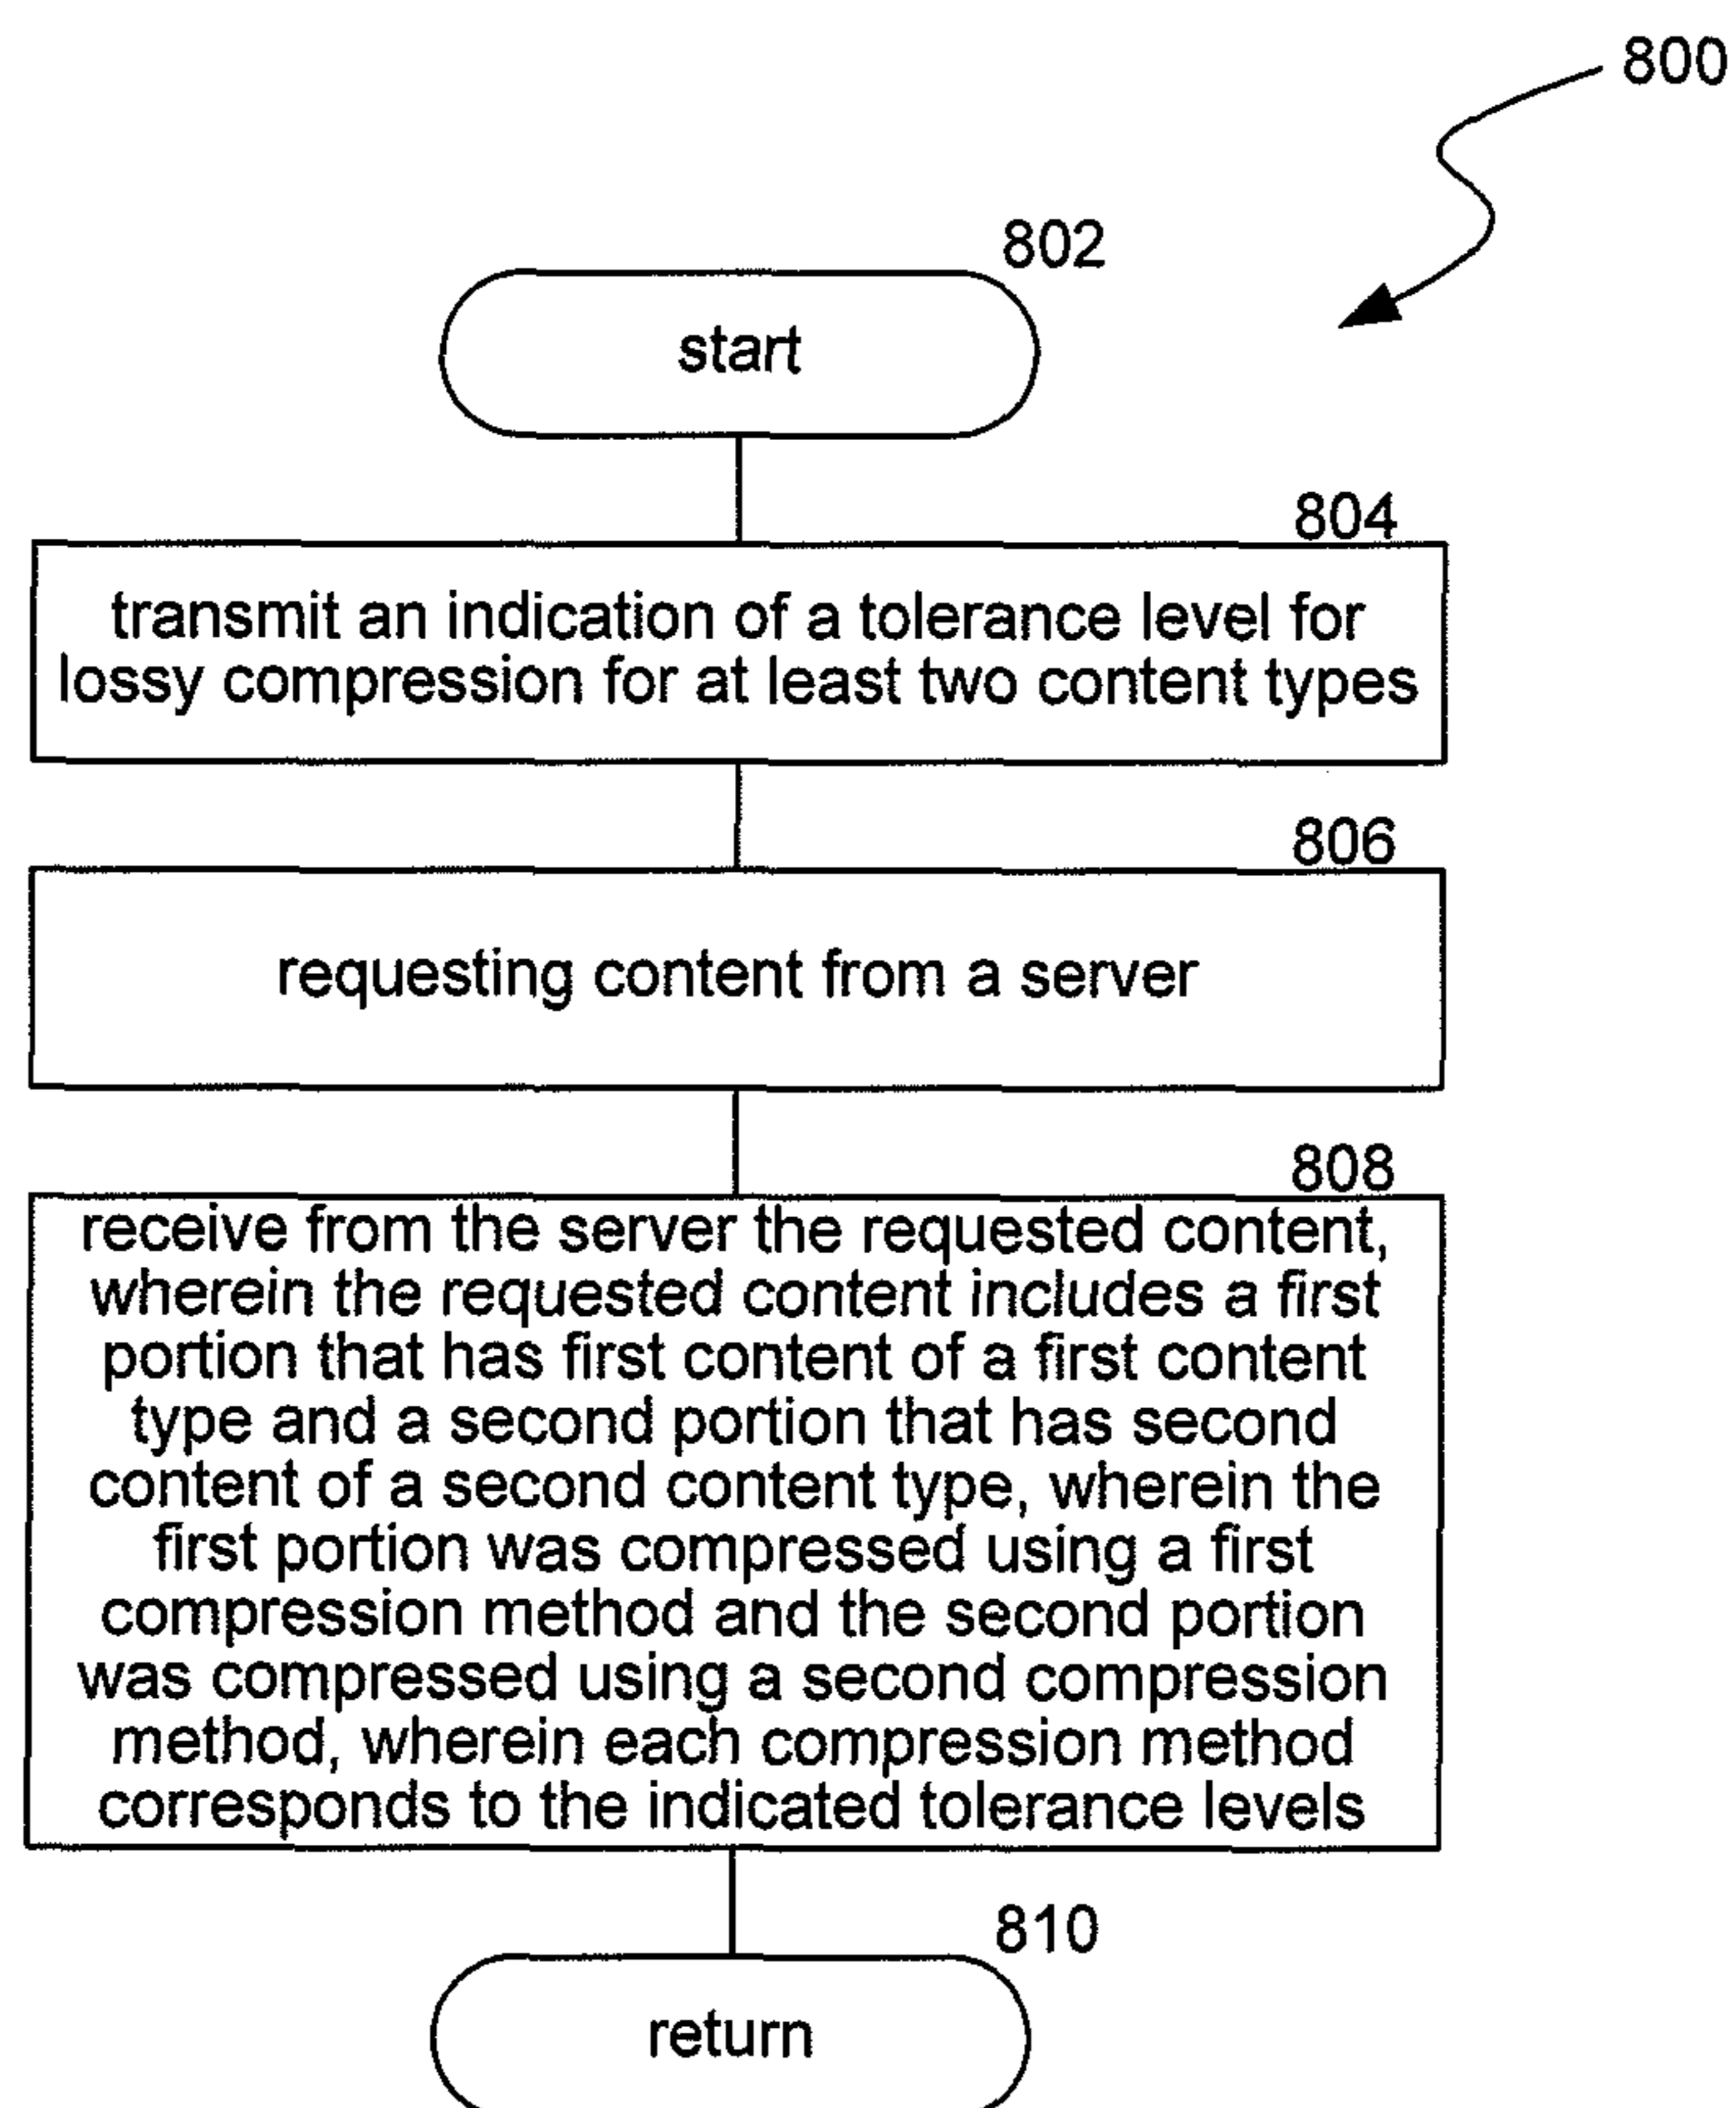 800
802
start
804
transmit an indication of a tolerance level for
lossy compression for at least two content types
806
requesting content from a server
808
receive from the server the requested content,
wherein the requested content includes a first
portion that has first content of a first content
type and a second portion that has second
content of a second content type, wherein the
first portion was compressed using a first
compression method and the second portion
was compressed using a second compression
method, wherein each compression method
corresponds to the indicated tolerance levels
810
return